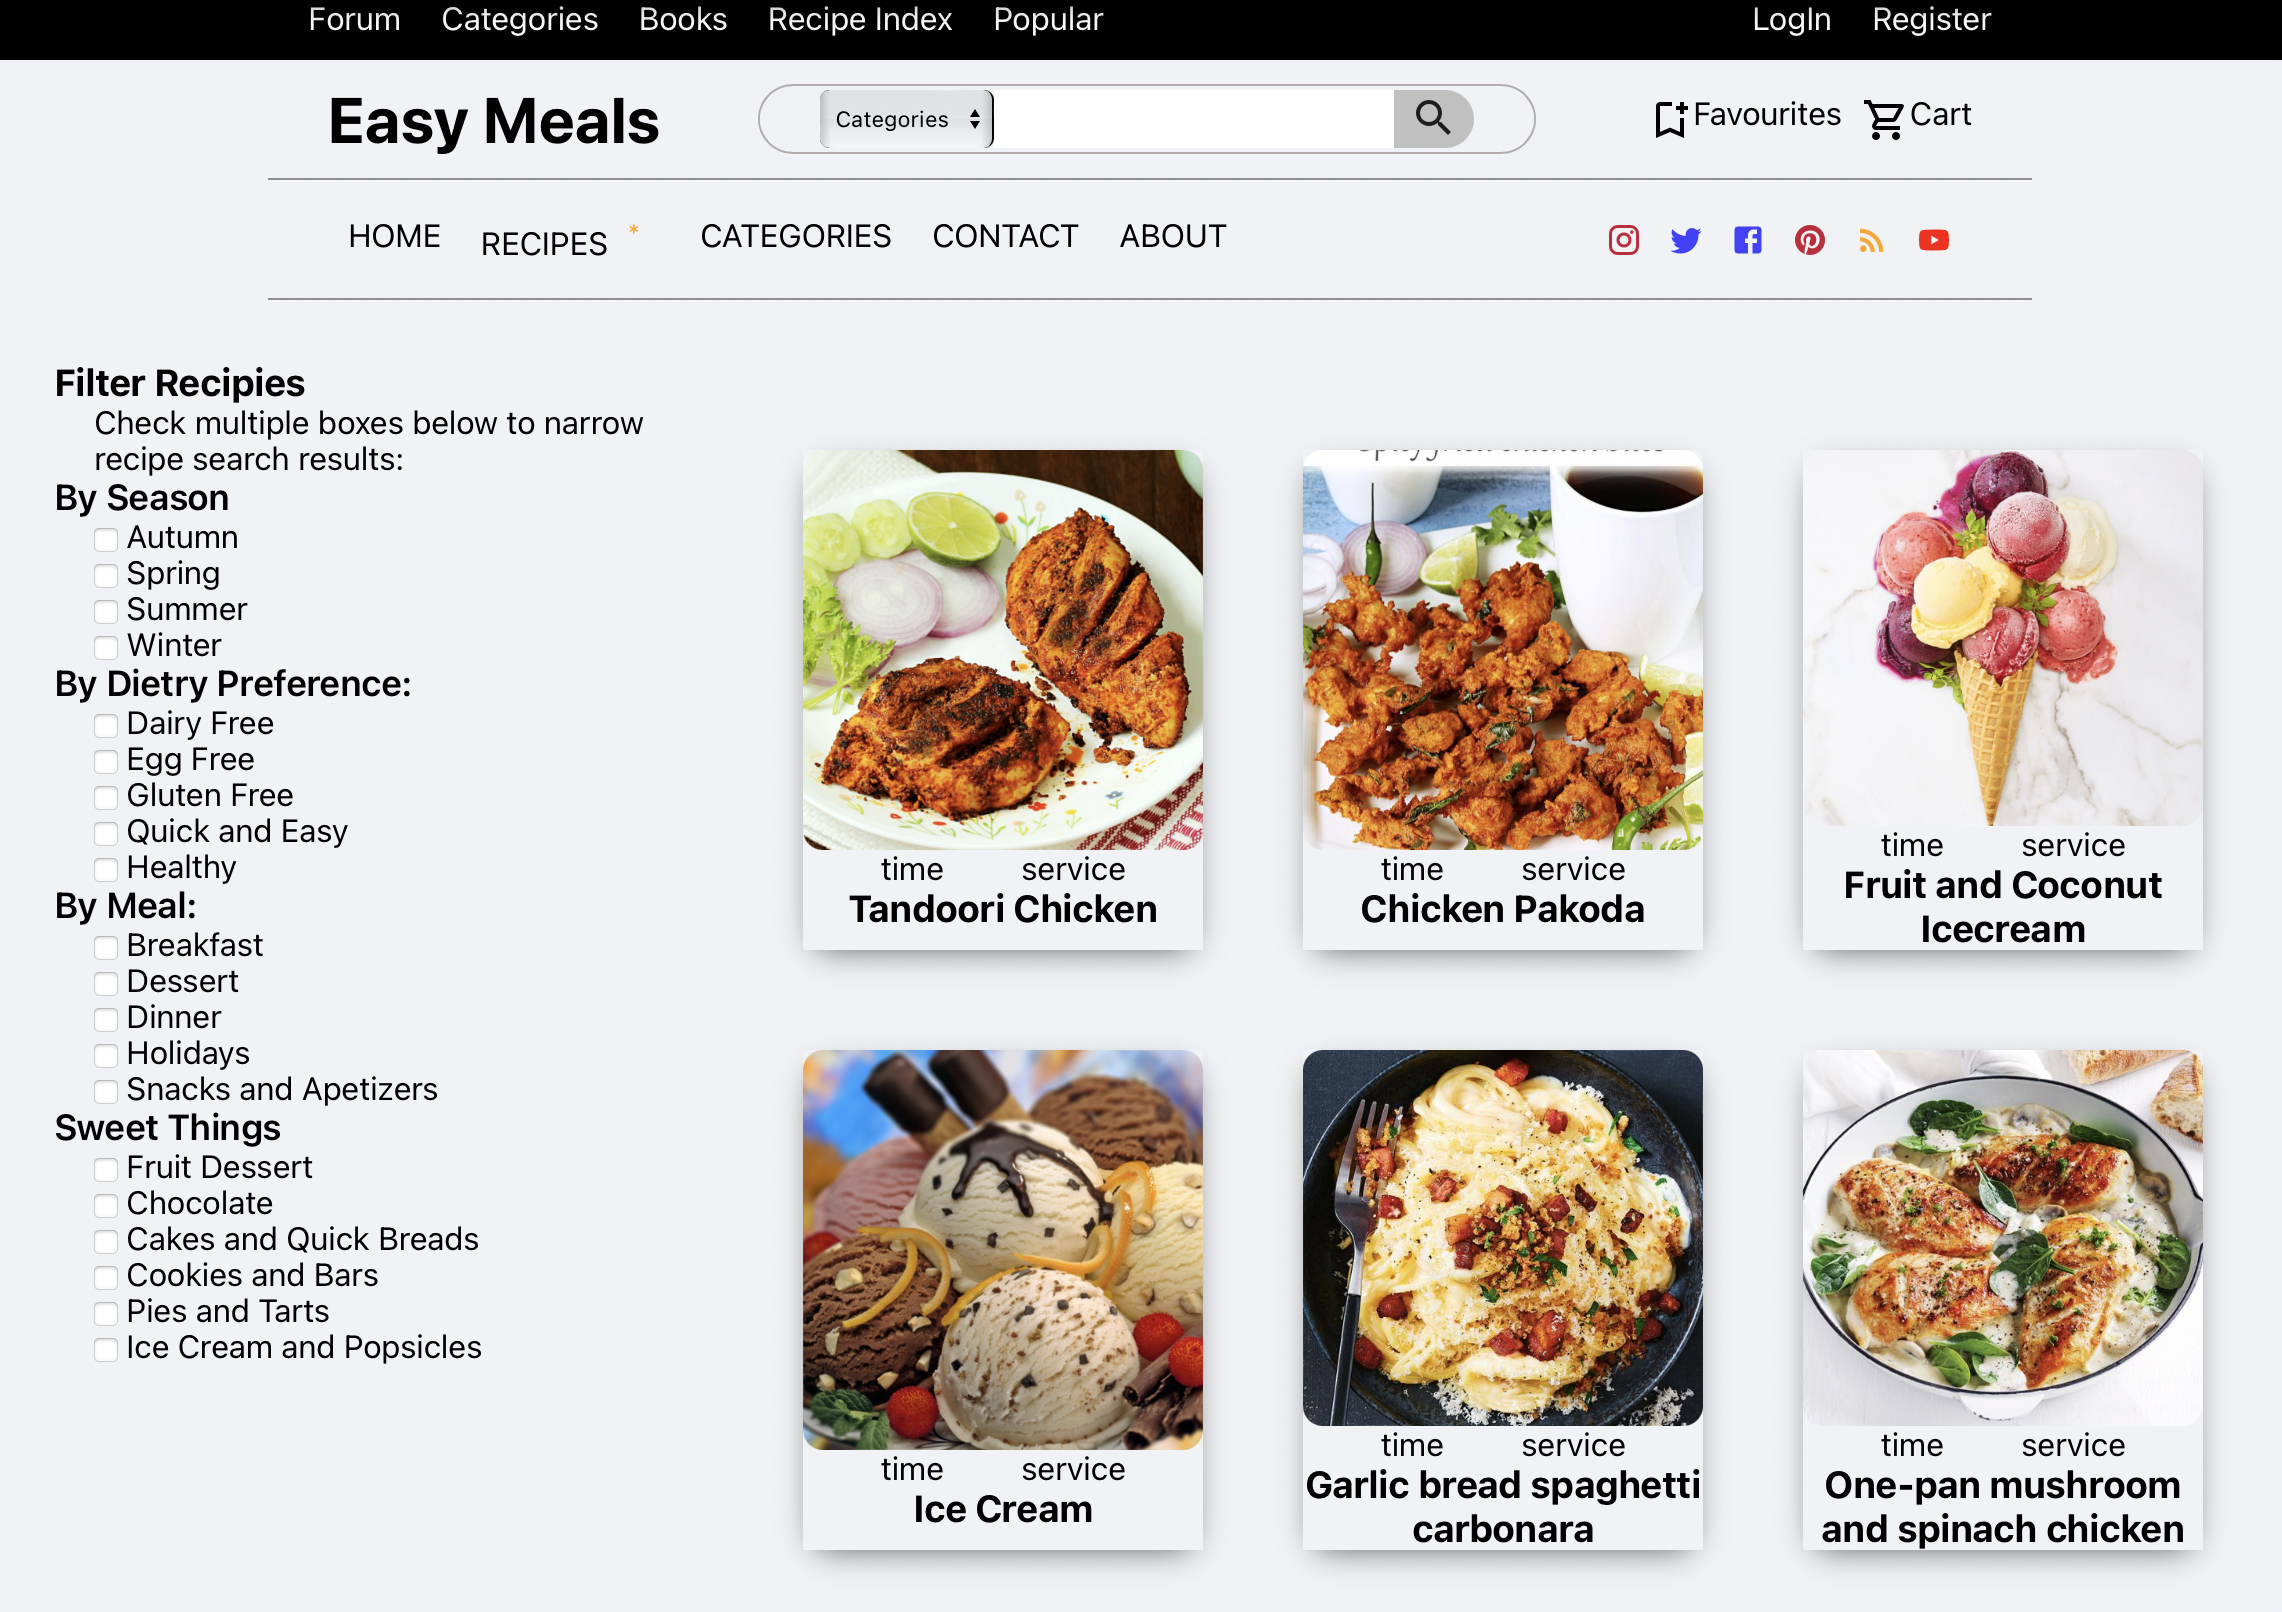 Forum Categories Books Recipe Index Popular LogIn Register
Easy Meals
Categories
Favourites Cart
HOME RECIPES * CATEGORIES CONTACT ABOUT
Filter Recipies
Check multiple boxes below to narrow
recipe search results:
By Season
Autumn
Spring
Summer
Winter
By Dietry Preference:
Dairy Free
Egg Free
Gluten Free
Quick and Easy
Healthy
By Meal:
Breakfast
Dessert
Dinner
Holidays
Snacks and Apetizers
Sweet Things
Fruit Dessert
Chocolate
Cakes and Quick Breads
Cookies and Bars
Pies and Tarts
Ice Cream and Popsicles
time service
Tandoori Chicken
time service
Chicken Pakoda
time service
Fruit and Coconut
Icecream
time service
Ice Cream
time service
Garlic bread spaghetti
carbonara
time service
One-pan mushroom
and spinach chicken